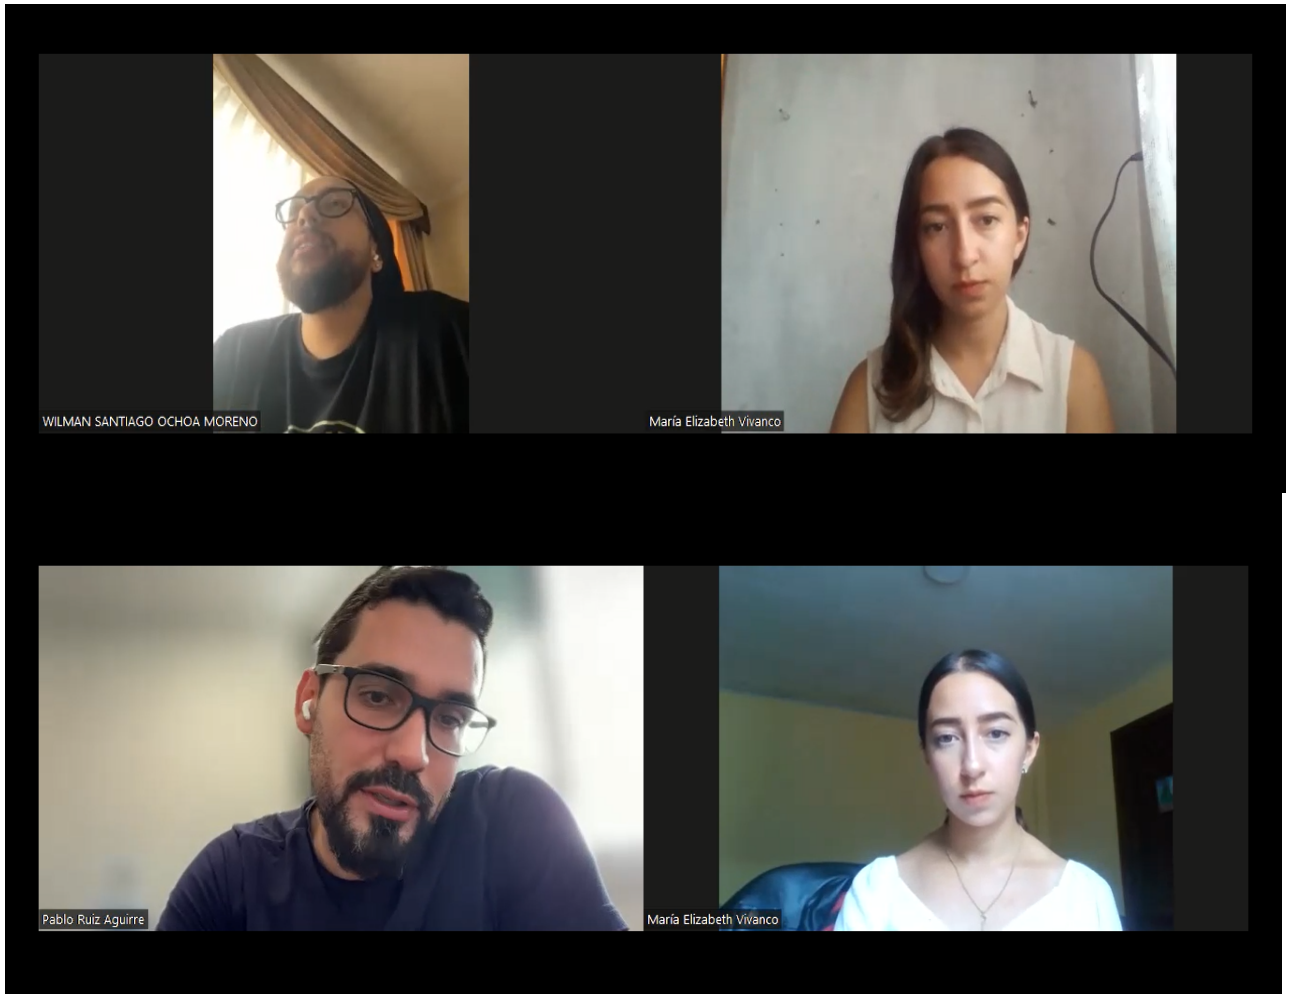 WILMAN SANTIAGO OCHOA MORENO
María Elizabeth Vivanco
Pablo Ruiz Aguirre
María Elizabeth Vivanco